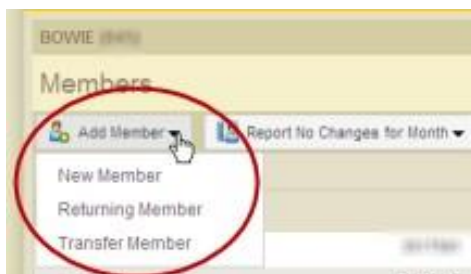 BOWIE
Members
Add Member Report No Changes for Month
New Member
Returning Member
Transfer Member